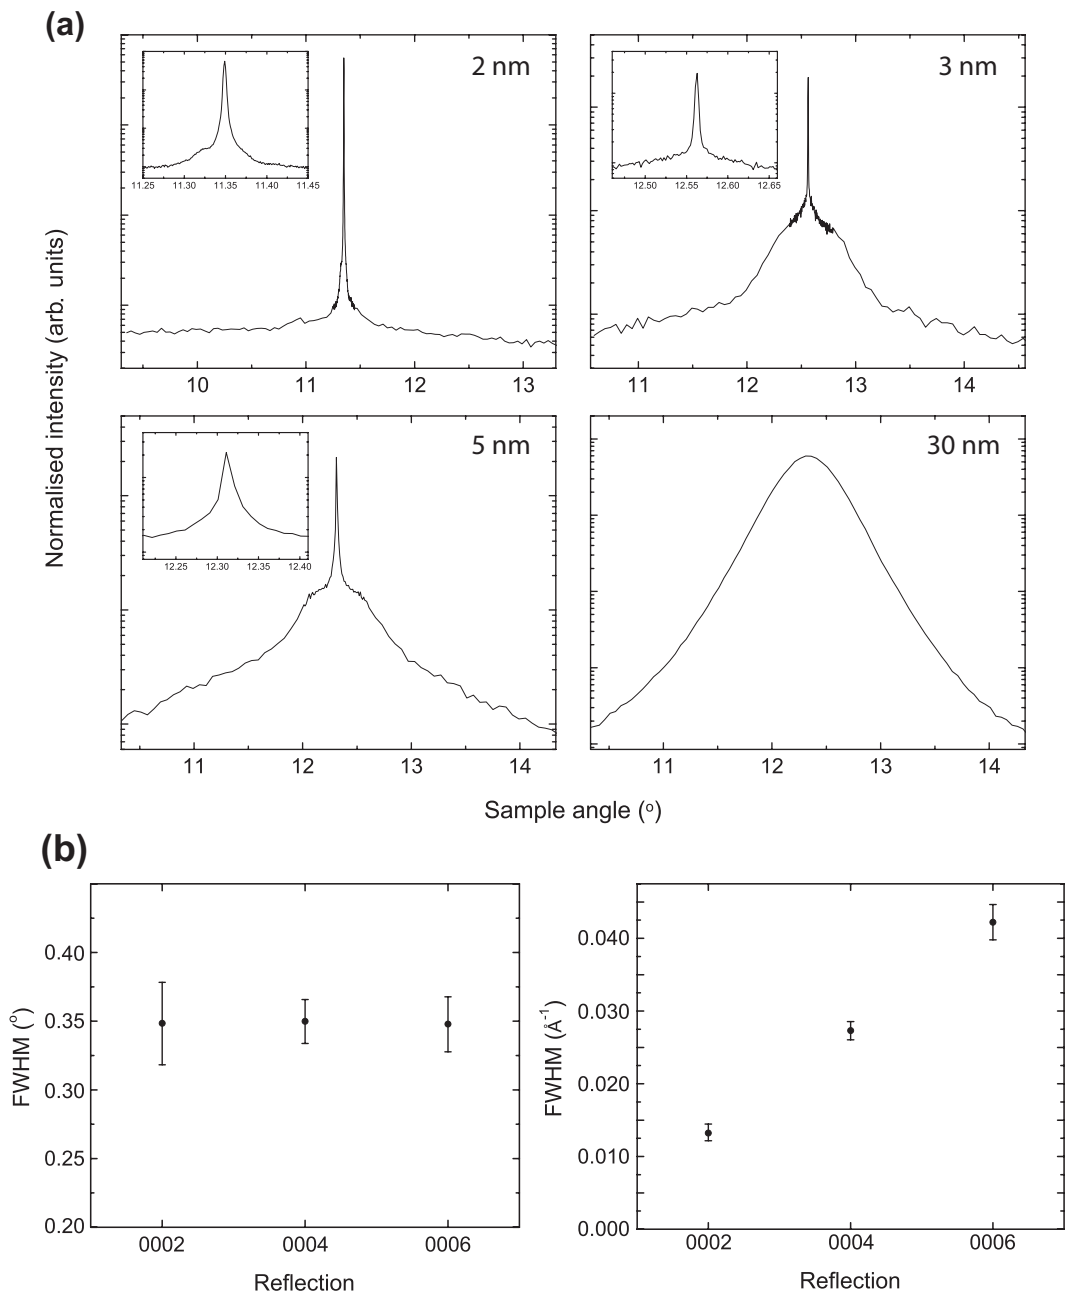 (a)
2 nm
11.25 11.30 11.35 11.40 11.45
10 11 12 13
3 nm
12.50 12.55 12.60 12.65
11 12 13 14
5 nm
12.25 12.30 12.35 12.40
11 12 13 14
30 nm
11 12 13 14
Normalised intensity (arb. units)
Sample angle (°)
(b)
0.40
0.35
0.30
0.25
0.20
FWHM (°)
0002 0004 0006
Reflection
0.040
0.030
0.020
0.010
0.000
FWHM (Å-1)
0002 0004 0006
Reflection